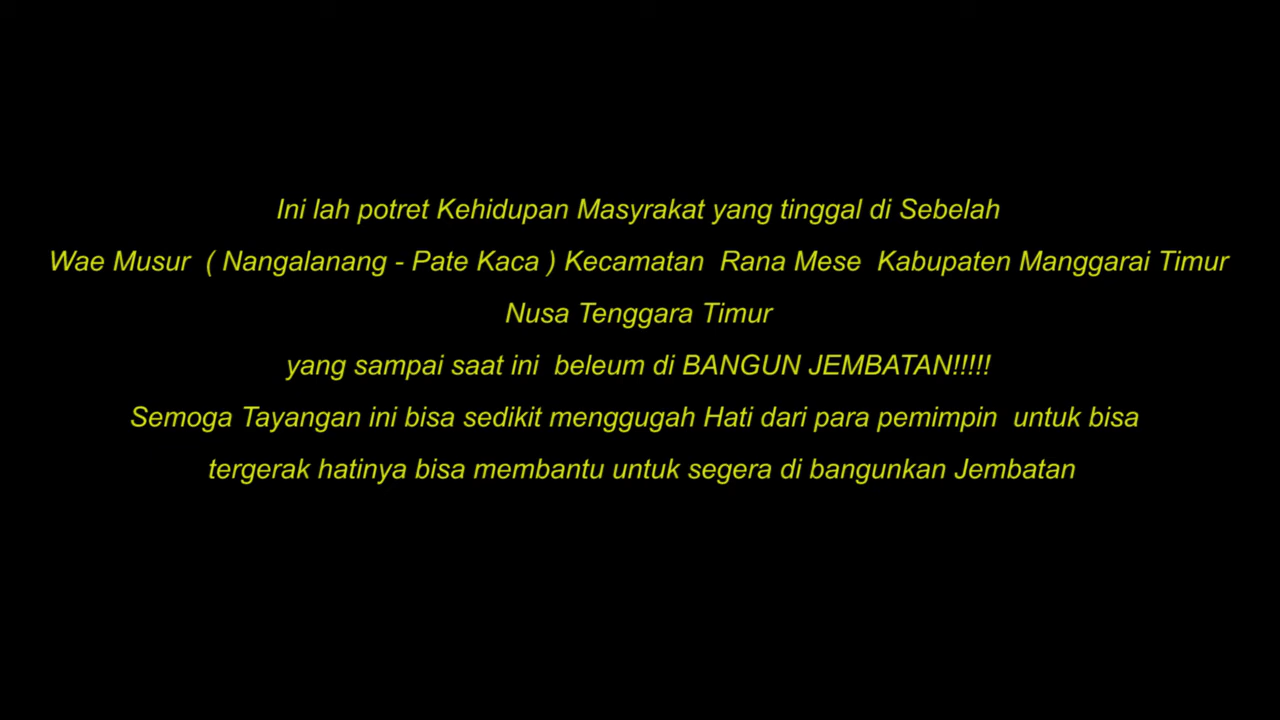 Ini lah potret Kehidupan Masyrakat yang tinggal di Sebelah
Wae Musur ( Nangalanang - Pate Kaca ) Kecamatan Rana Mese Kabupaten Manggarai Timur
Nusa Tenggara Timur
yang sampai saat ini beleum di BANGUN JEMBATAN!!!!!
Semoga Tayangan ini bisa sedikit menggugah Hati dari para pemimpin untuk bisa
tergerak hatinya bisa membantu untuk segera di bangunkan Jembatan